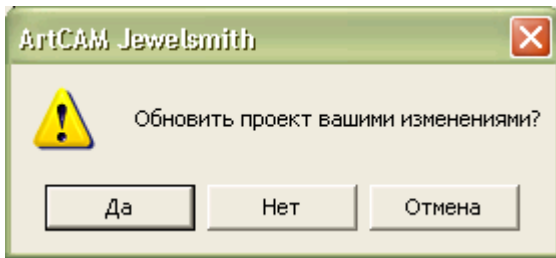 ArtCAM Jewelsmith
Обновить проект вашими изменениями?
Да
Нет
Отмена